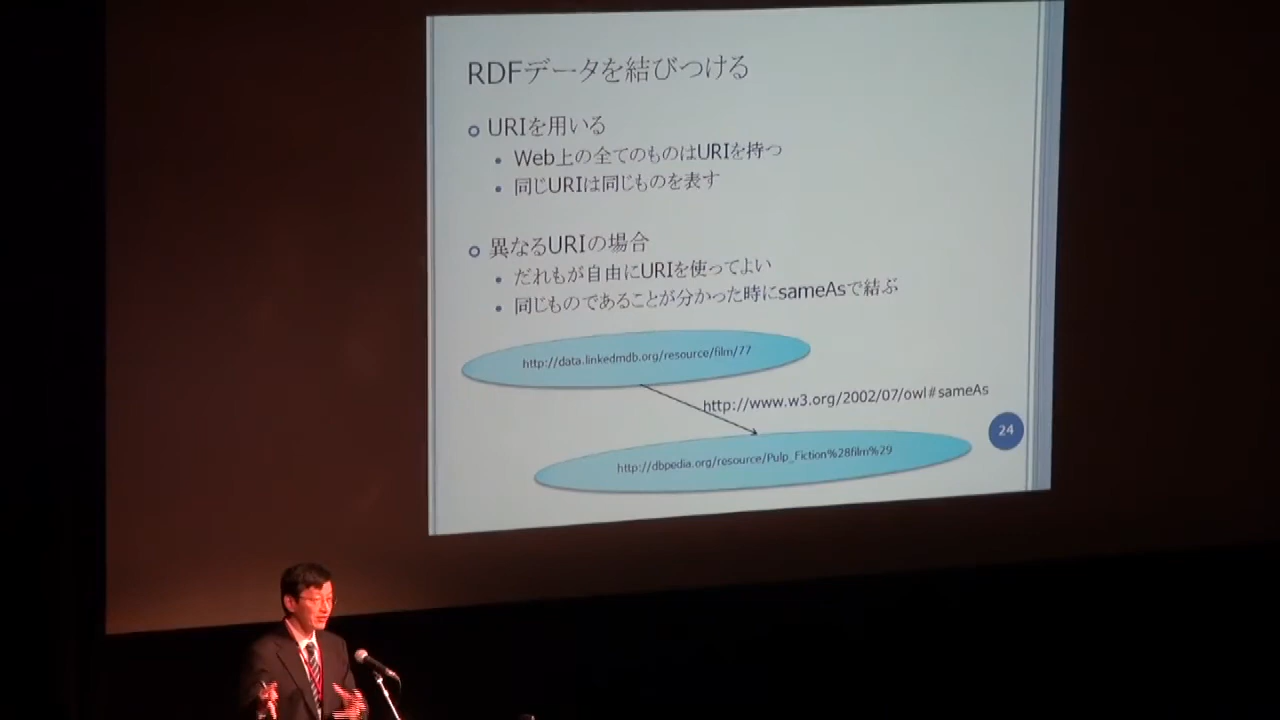 RDFデータを結びつける
URIを用いる
Web上の全てのものはURIを持つ
同じURIは同じものを表す
異なるURIの場合
だれもが自由にURIを使ってよい
同じものであることが分かった時にsameAsで結ぶ
http://data.linkedmdb.org/resource/film/77
http://www.w3.org/2002/07/owl#sameAs
24
http://dbpedia.org/resource/Pulp_Fiction%28film%29